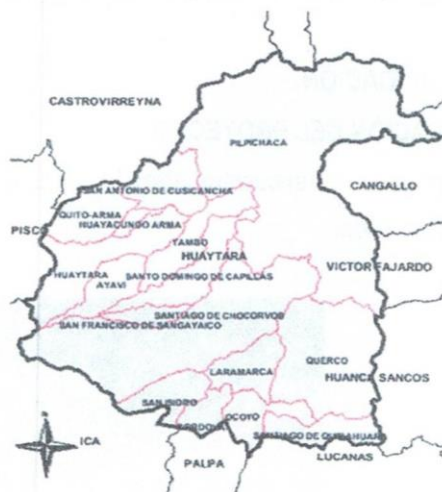 CASTROVIRREYNA
PILPICHACA
CANGALLO
SAN ANTONIO DE CUSICANCHA
QUITO-ARMA
HUAYACUNDO ARMA
PISCO
TAMBO
HUAYTARA
VICTOR FAJARDO
HUAYTARA
AYAVI
SANTO DOMINGO DE CAPILLAS
SANTIAGO DE CHOCORVOS
SAN FRANCISCO DE SANGAYAICO
QUERCO
LARAMARCA
HUANCA SANCOS
SAN ISIDRO
OCOYO
CORDOVA
SANTIAGO DE QUIRAHUARA
ICA
LUCANAS
PALPA